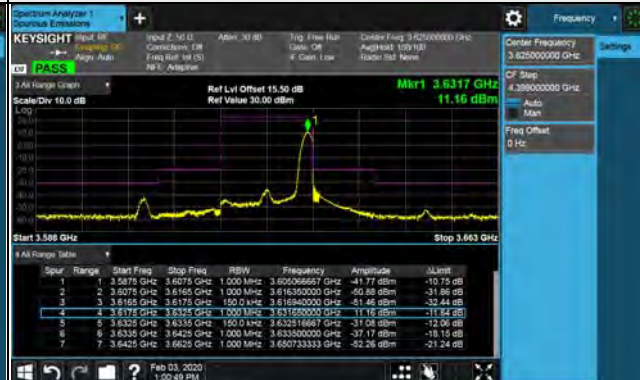 Spectrum Analyzer 1
Spurious Emissions
Frequency
KEYSIGHT Input: RF
Coupling: DC
Align: Auto
Input Z: 50 Ω
Corrections: Off
Freq Ref: Int (S)
NFE: Adaptive
Atten: 30 dB
Trig: Free Run
Gate: Off
IF Gain: Low
Center Freq: 3.625000000 GHz
Avg|Hold: 100/100
Radio Std: None
PASS
Center Frequency
3.625000000 GHz
Settings
CF Step
4.399000000 GHz
Auto
Man
Freq Offset
0 Hz
3 All Range Graph
Scale/Div 10.0 dB
Ref Lvl Offset 15.50 dB
Ref Value 30.00 dBm
Mkr1 3.6317 GHz
11.16 dBm
Log
1
Start 3.588 GHz
Stop 3.663 GHz
4 All Range Table
Spur Range Start Freq Stop Freq RBW Frequency Amplitude ΔLimit
1 1 3.5875 GHz 3.6075 GHz 1.000 MHz 3.605066667 GHz -41.77 dBm -10.75 dB
2 2 3.6075 GHz 3.6165 GHz 1.000 MHz 3.616350000 GHz -50.88 dBm -31.86 dB
3 3 3.6165 GHz 3.6175 GHz 150.0 kHz 3.616940000 GHz -51.46 dBm -32.44 dB
4 4 3.6175 GHz 3.6325 GHz 1.000 MHz 3.631650000 GHz 11.16 dBm -11.84 dB
5 5 3.6325 GHz 3.6335 GHz 150.0 kHz 3.632516667 GHz -31.08 dBm -12.06 dB
6 6 3.6335 GHz 3.6425 GHz 1.000 MHz 3.633500000 GHz -37.17 dBm -18.15 dB
7 7 3.6425 GHz 3.6625 GHz 1.000 MHz 3.650733333 GHz -52.26 dBm -21.24 dB
Feb 03, 2020
1:00:49 PM